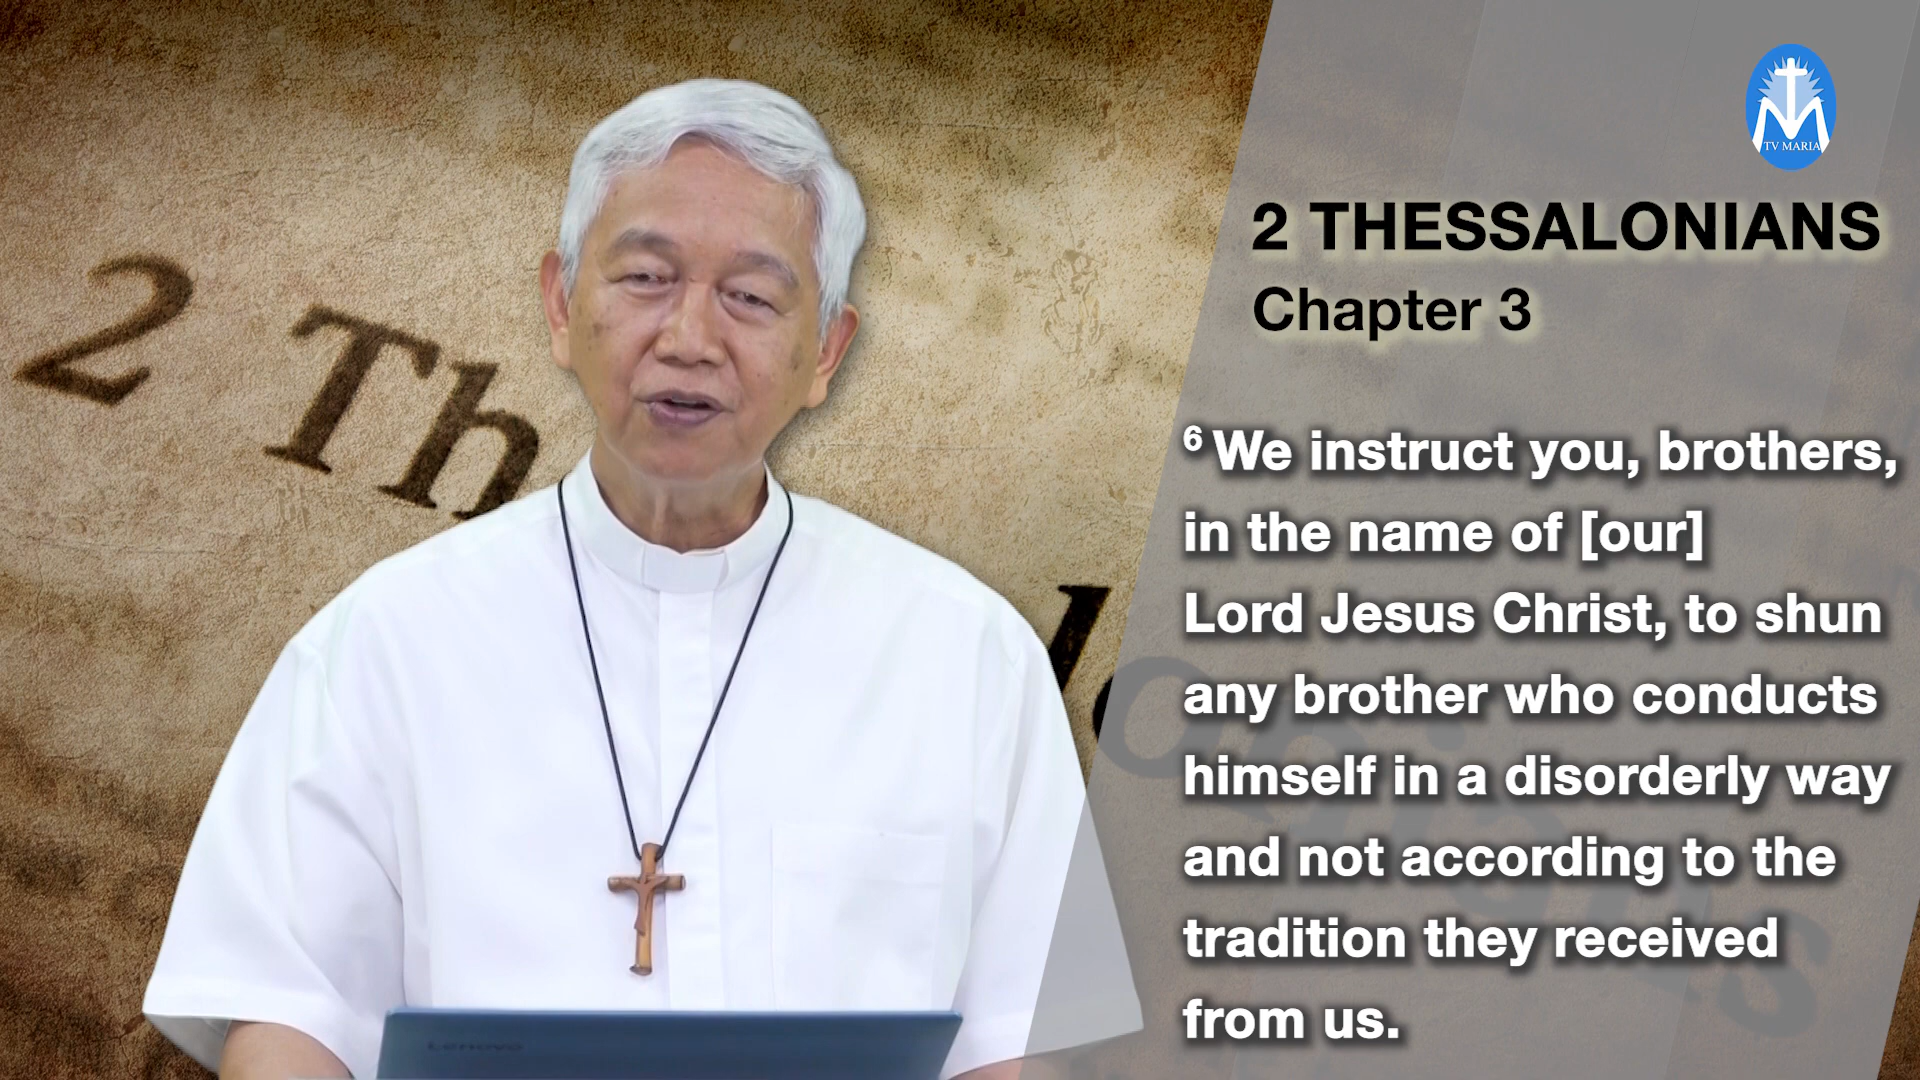 TV MARIA
2 THESSALONIANS
Chapter 3
2 Th
6 We instruct you, brothers,
in the name of [our]
Lord Jesus Christ, to shun
any brother who conducts
himself in a disorderly way
and not according to the
tradition they received
from us.
Lenovo